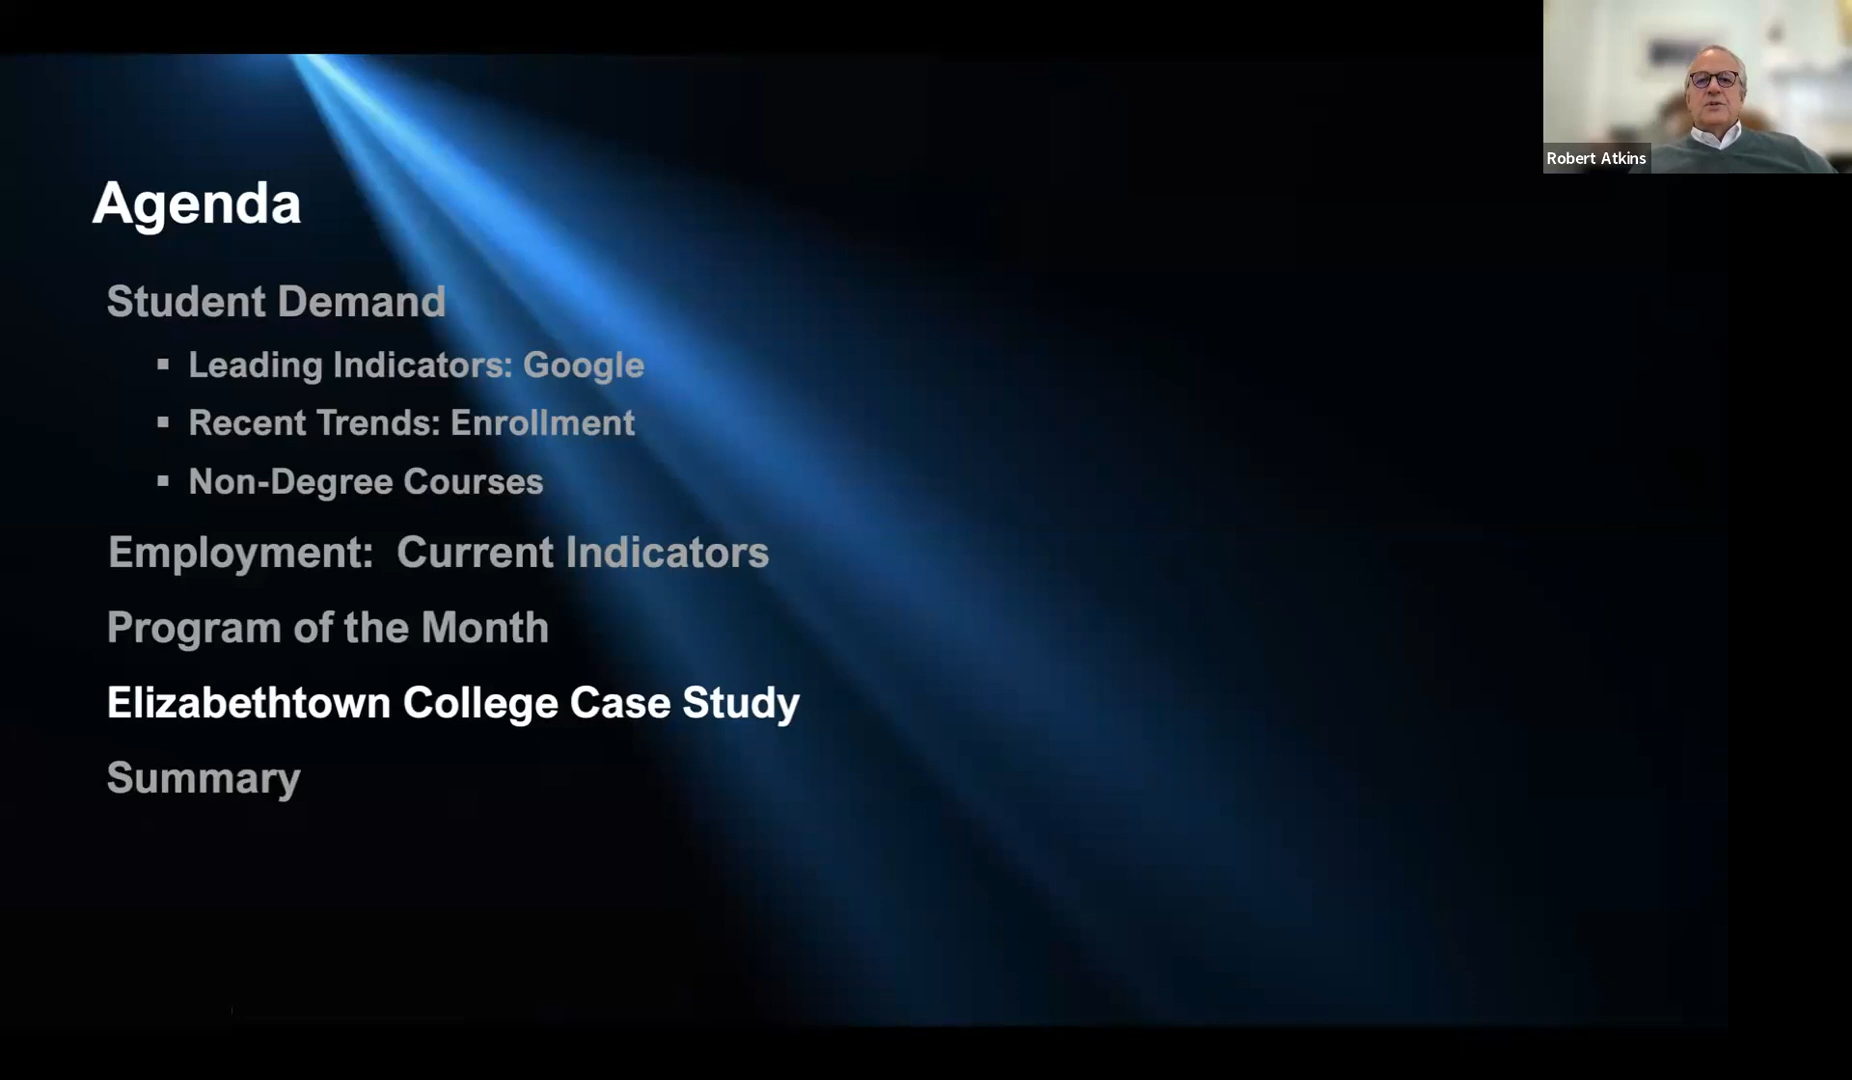 Robert Atkins
Agenda
Student Demand
▪ Leading Indicators: Google
▪ Recent Trends: Enrollment
▪ Non-Degree Courses
Employment: Current Indicators
Program of the Month
Elizabethtown College Case Study
Summary